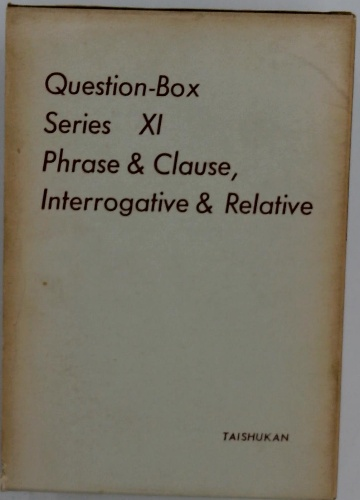 Question-Box
Series XI
Phrase & Clause,
Interrogative & Relative
TAISHUKAN